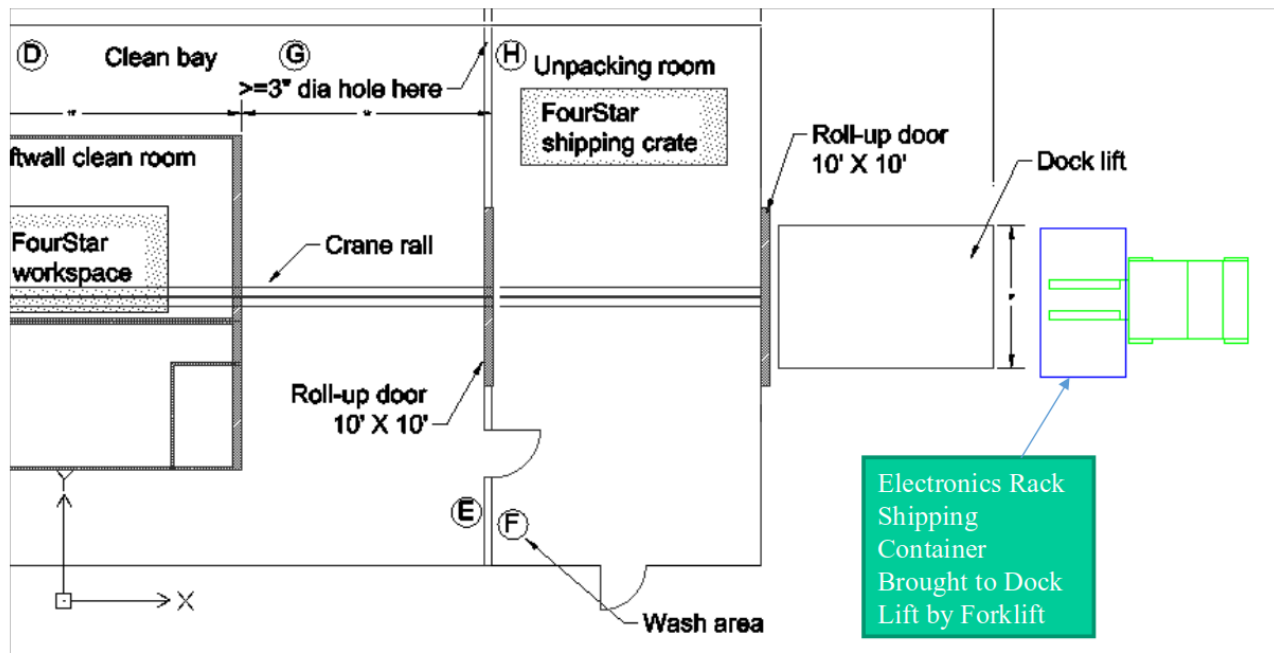 D
Clean bay
G
>=3" dia hole here
H
Unpacking room
FourStar
shipping crate
Roll-up door
10' X 10'
Dock lift
ftwall clean room
FourStar
workspace
Crane rail
Roll-up door
10' X 10'
E
F
Wash area
Y
X
Electronics Rack
Shipping
Container
Brought to Dock
Lift by Forklift